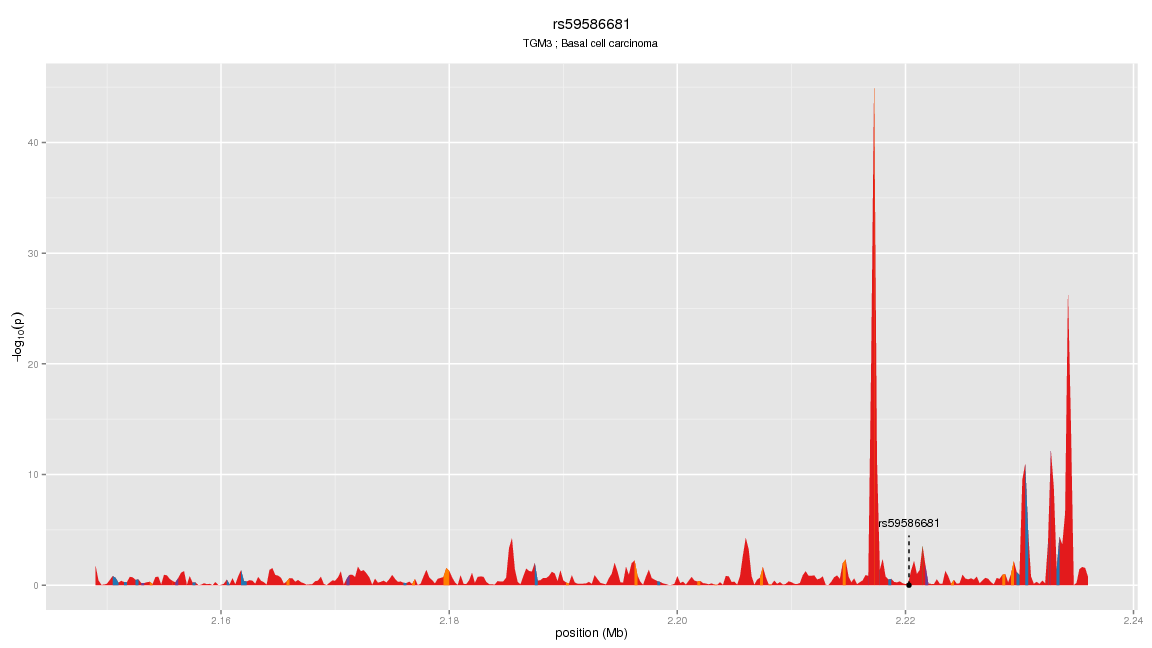 rs59586681
TGM3 ; Basal cell carcinoma
40
30
20
10
0
−log10(p)
rs59586681
2.16
2.18
2.20
2.22
2.24
position (Mb)